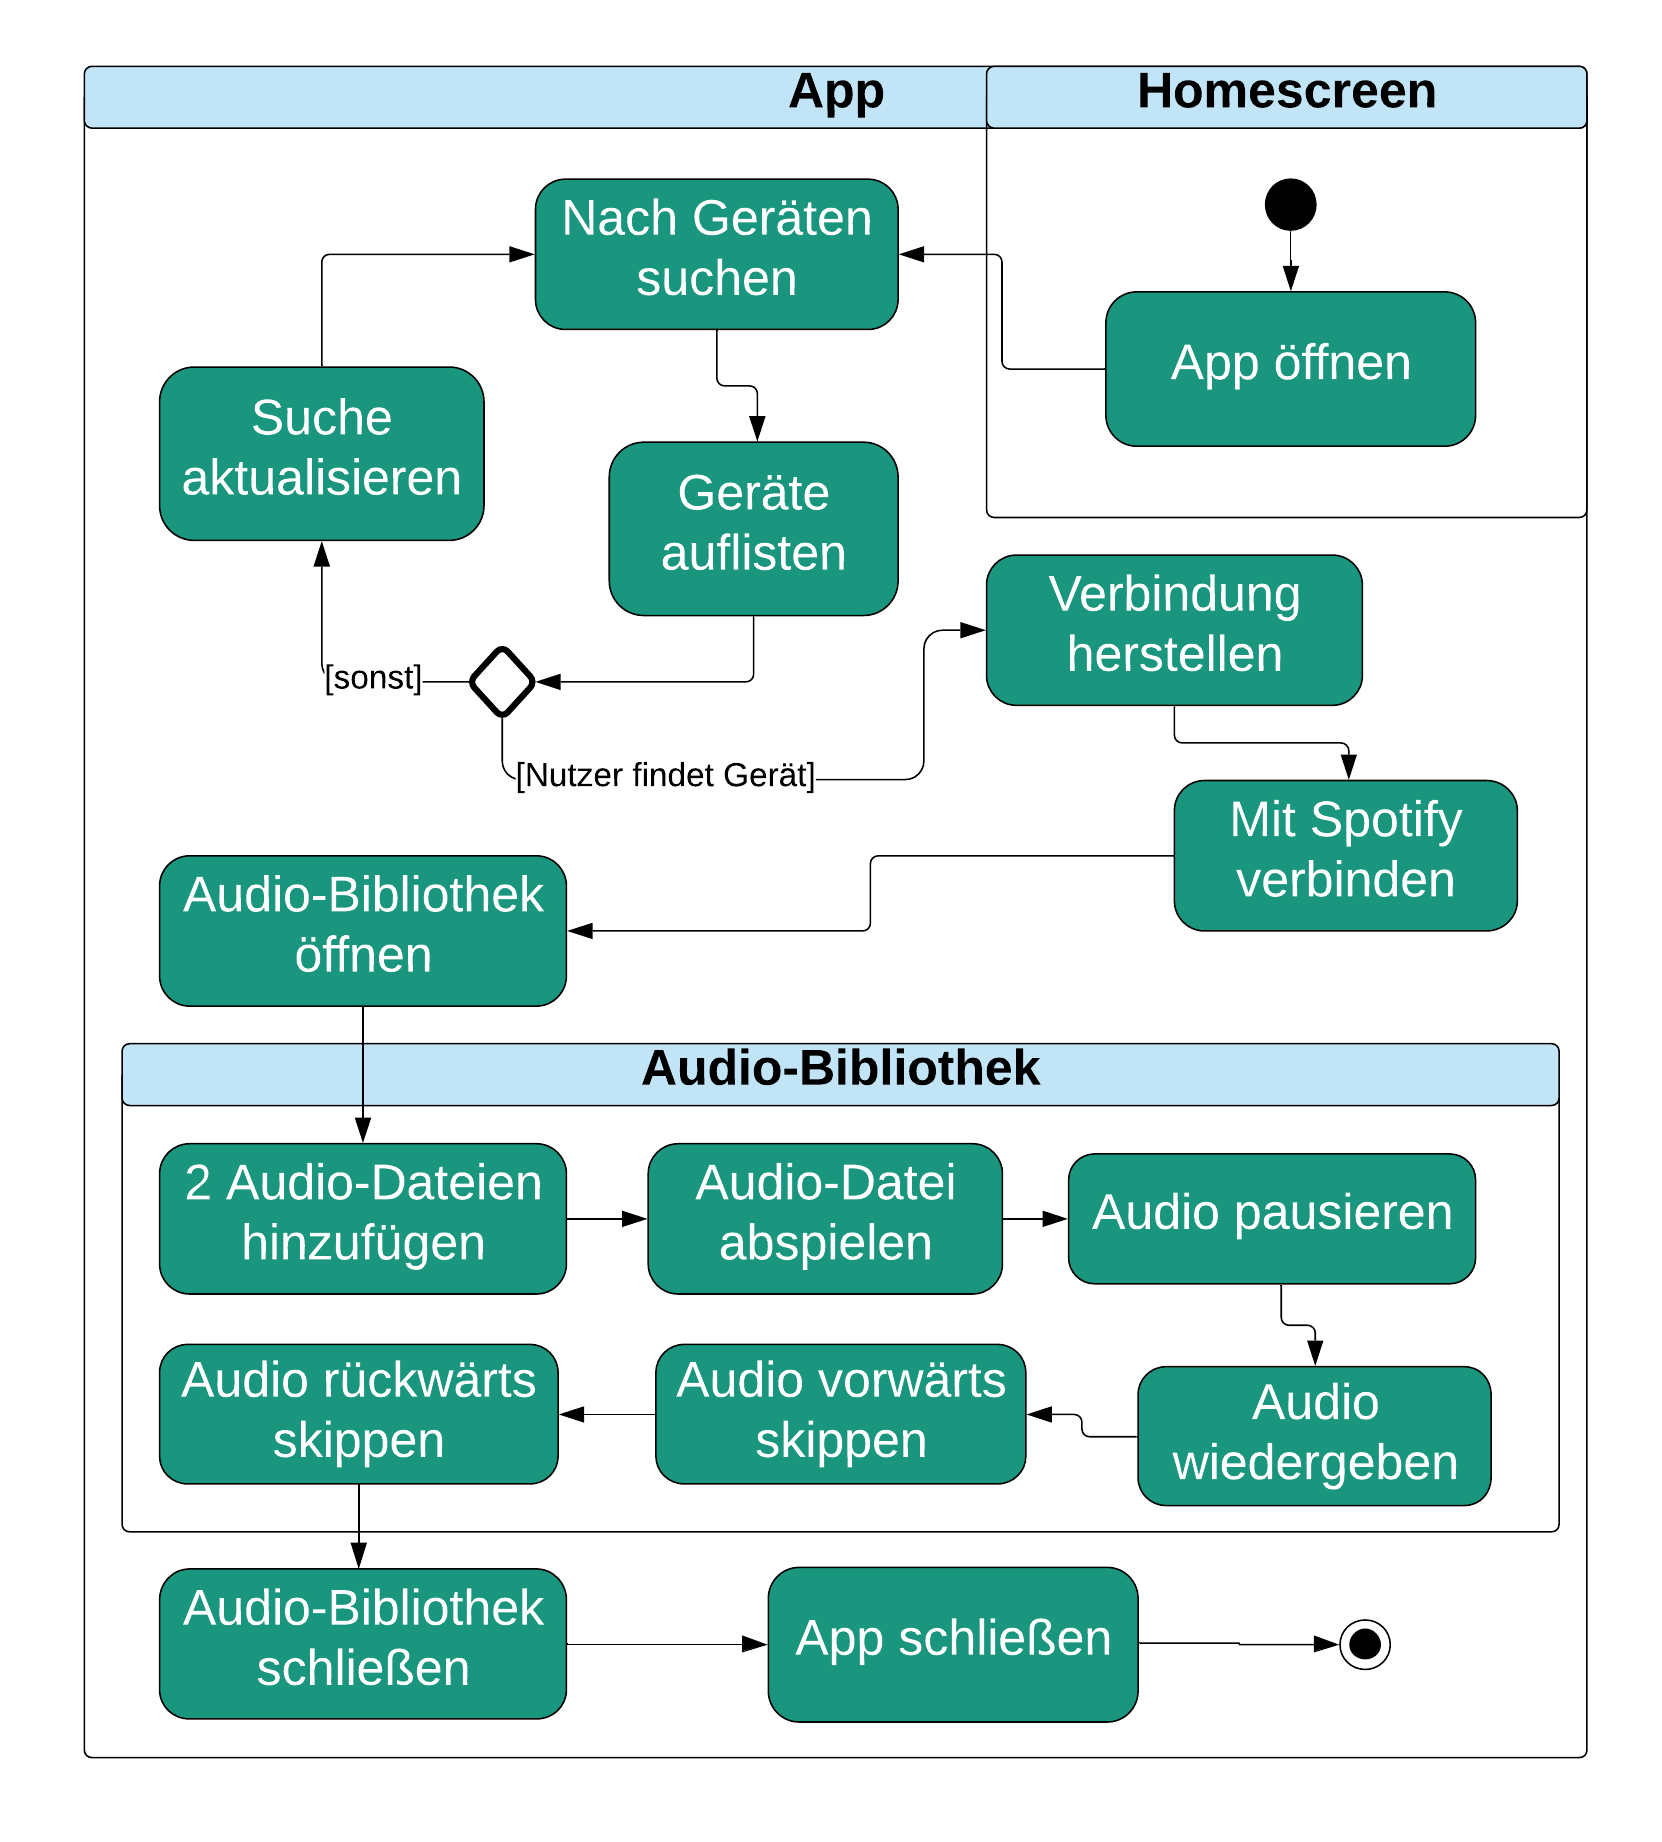 App
Homescreen
Nach Geräten
suchen
App öffnen
Suche
aktualisieren
Geräte
auflisten
Verbindung
herstellen
[sonst]
[Nutzer findet Gerät]
Mit Spotify
verbinden
Audio-Bibliothek
öffnen
Audio-Bibliothek
2 Audio-Dateien
hinzufügen
Audio-Datei
abspielen
Audio pausieren
Audio rückwärts
skippen
Audio vorwärts
skippen
Audio
wiedergeben
Audio-Bibliothek
schließen
App schließen